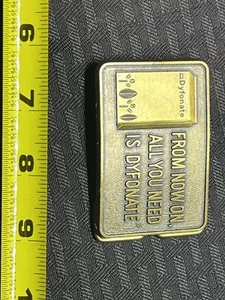 Dyfonate
FROM NOW ON,
ALL YOU NEED
IS DYFONATE
6
7
8
9